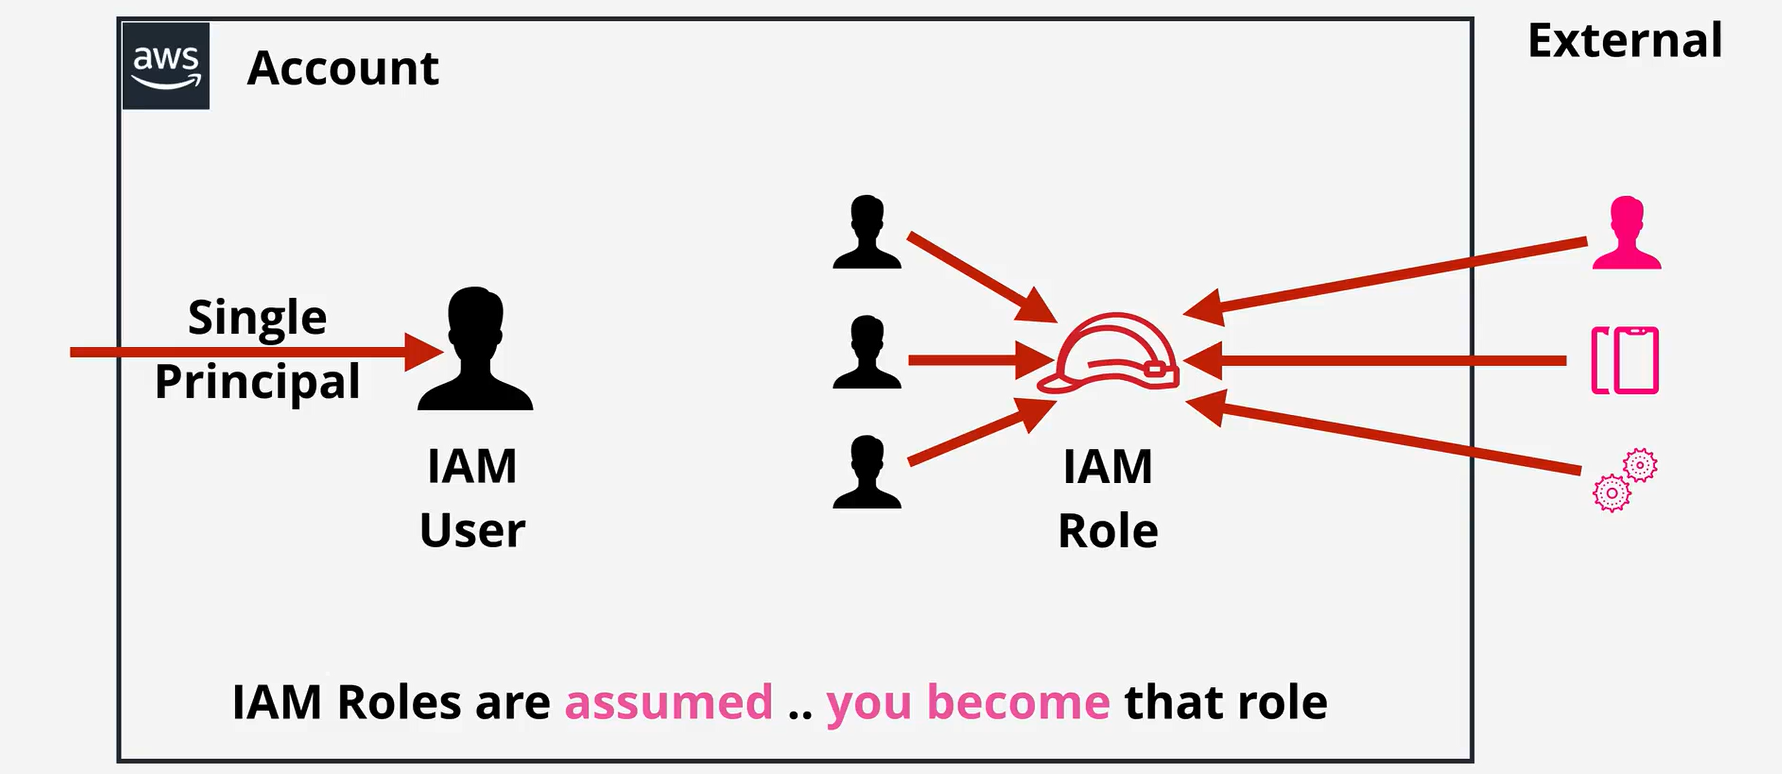 aws
Account
External
Single
Principal
IAM
User
IAM
Role
IAM Roles are assumed .. you become that role